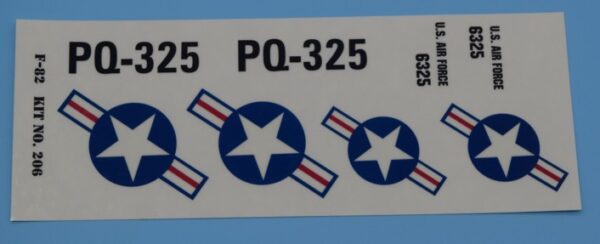 F-82 KIT NO. 206
PQ-325
PQ-325
U.S. AIR FORCE
6325
U.S. AIR FORCE
6325